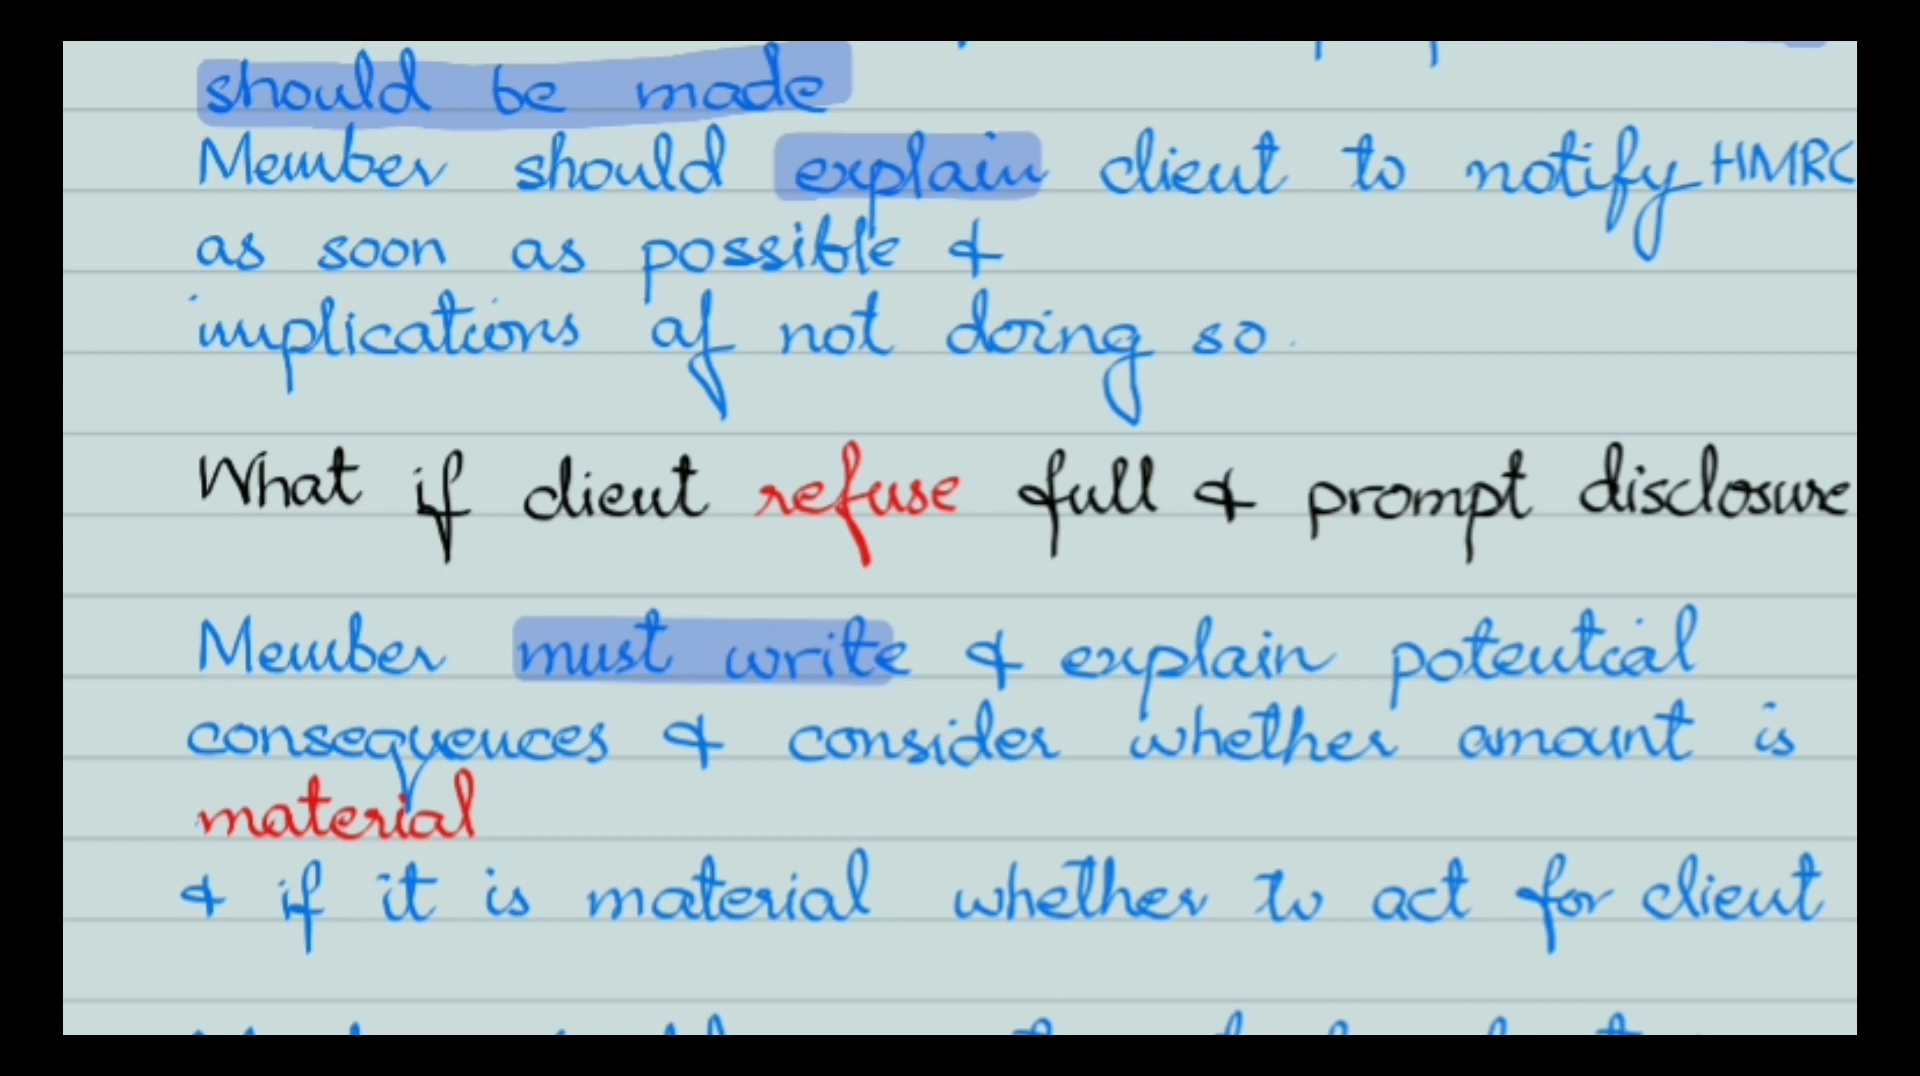 should be made
Member should explain client to notify HMRC
as soon as possible &
implications of not doing so.
What if client refuse full & prompt disclosure
Member must write & explain potential
consequences & consider whether amount is
material
& if it is material whether to act for client